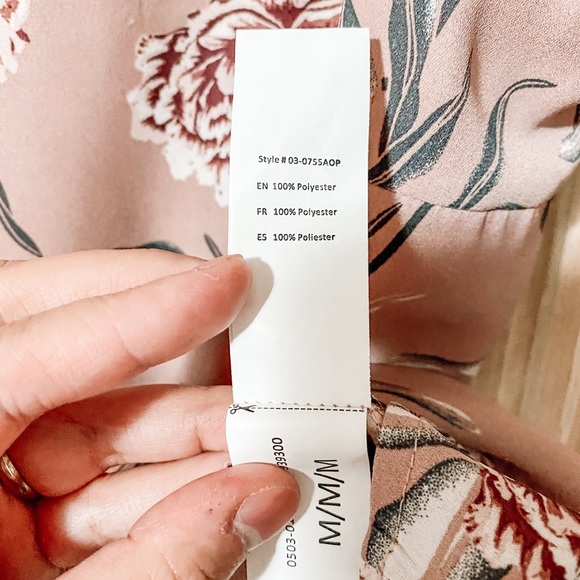 Style # 03-0755AOP
EN 100% Polyester
FR 100% Polyester
ES 100% Poliester
M/M/M